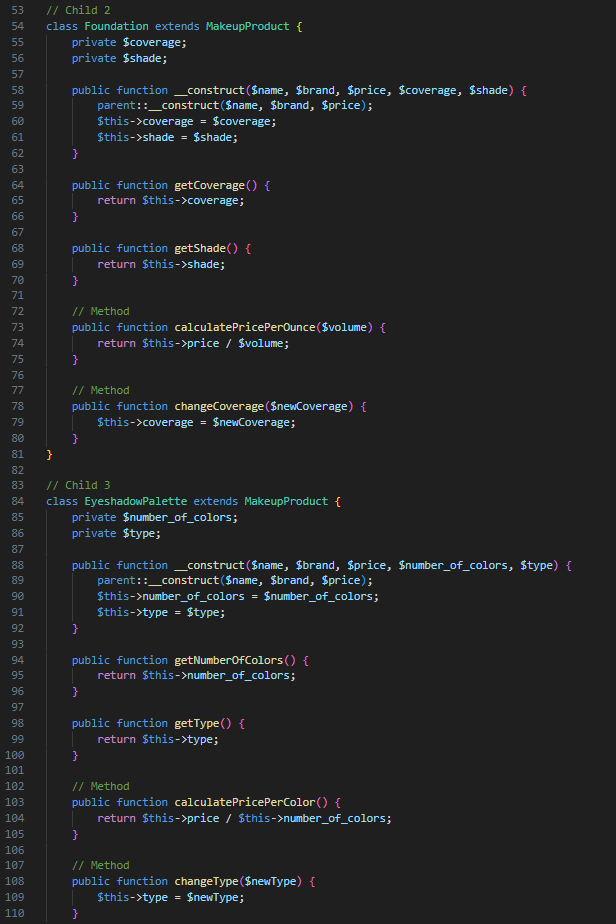 53 // Child 2
54 class Foundation extends MakeupProduct {
55     private $coverage;
56     private $shade;
57
58     public function __construct($name, $brand, $price, $coverage, $shade) {
59         parent::__construct($name, $brand, $price);
60         $this->coverage = $coverage;
61         $this->shade = $shade;
62     }
63
64     public function getCoverage() {
65         return $this->coverage;
66     }
67
68     public function getShade() {
69         return $this->shade;
70     }
71
72     // Method
73     public function calculatePricePerOunce($volume) {
74         return $this->price / $volume;
75     }
76
77     // Method
78     public function changeCoverage($newCoverage) {
79         $this->coverage = $newCoverage;
80     }
81 }
82
83 // Child 3
84 class EyeshadowPalette extends MakeupProduct {
85     private $number_of_colors;
86     private $type;
87
88     public function __construct($name, $brand, $price, $number_of_colors, $type) {
89         parent::__construct($name, $brand, $price);
90         $this->number_of_colors = $number_of_colors;
91         $this->type = $type;
92     }
93
94     public function getNumberOfColors() {
95         return $this->number_of_colors;
96     }
97
98     public function getType() {
99         return $this->type;
100     }
101
102     // Method
103     public function calculatePricePerColor() {
104         return $this->price / $this->number_of_colors;
105     }
106
107     // Method
108     public function changeType($newType) {
109         $this->type = $newType;
110     }